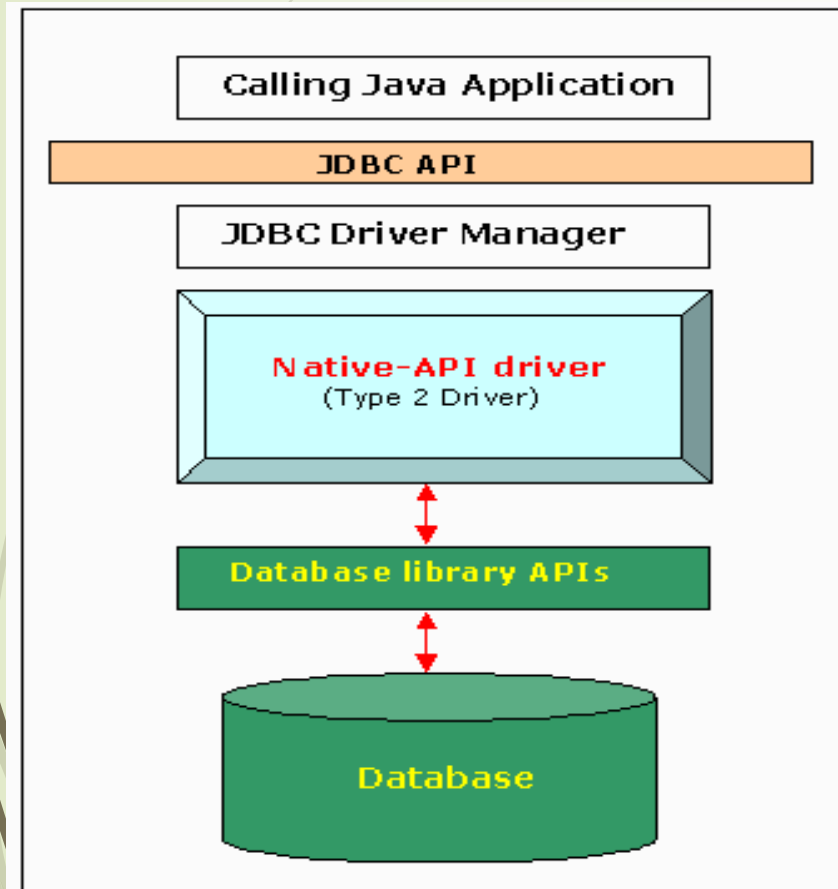 Calling Java Application
JDBC API
JDBC Driver Manager
Native-API driver
(Type 2 Driver)
Database library APIs
Database